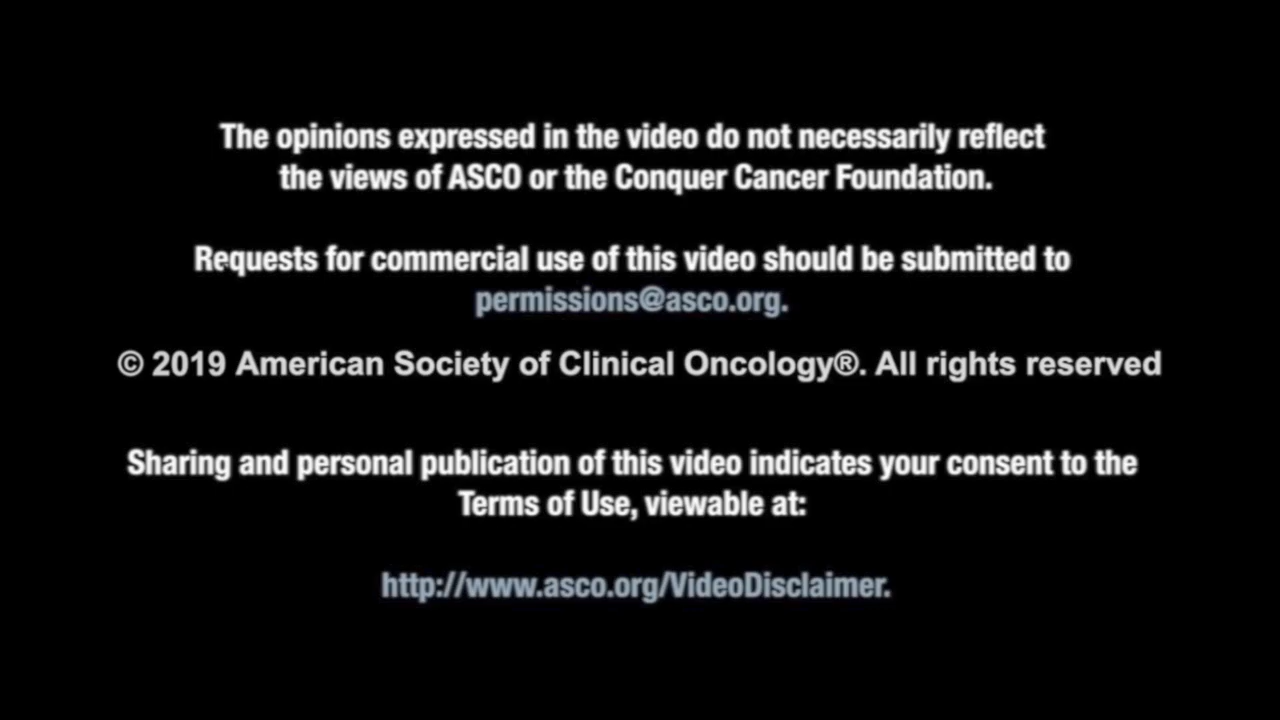 The opinions expressed in the video do not necessarily reflect
the views of ASCO or the Conquer Cancer Foundation.
Requests for commercial use of this video should be submitted to
permissions@asco.org.
© 2019 American Society of Clinical Oncology®. All rights reserved
Sharing and personal publication of this video indicates your consent to the
Terms of Use, viewable at:
http://www.asco.org/VideoDisclaimer.